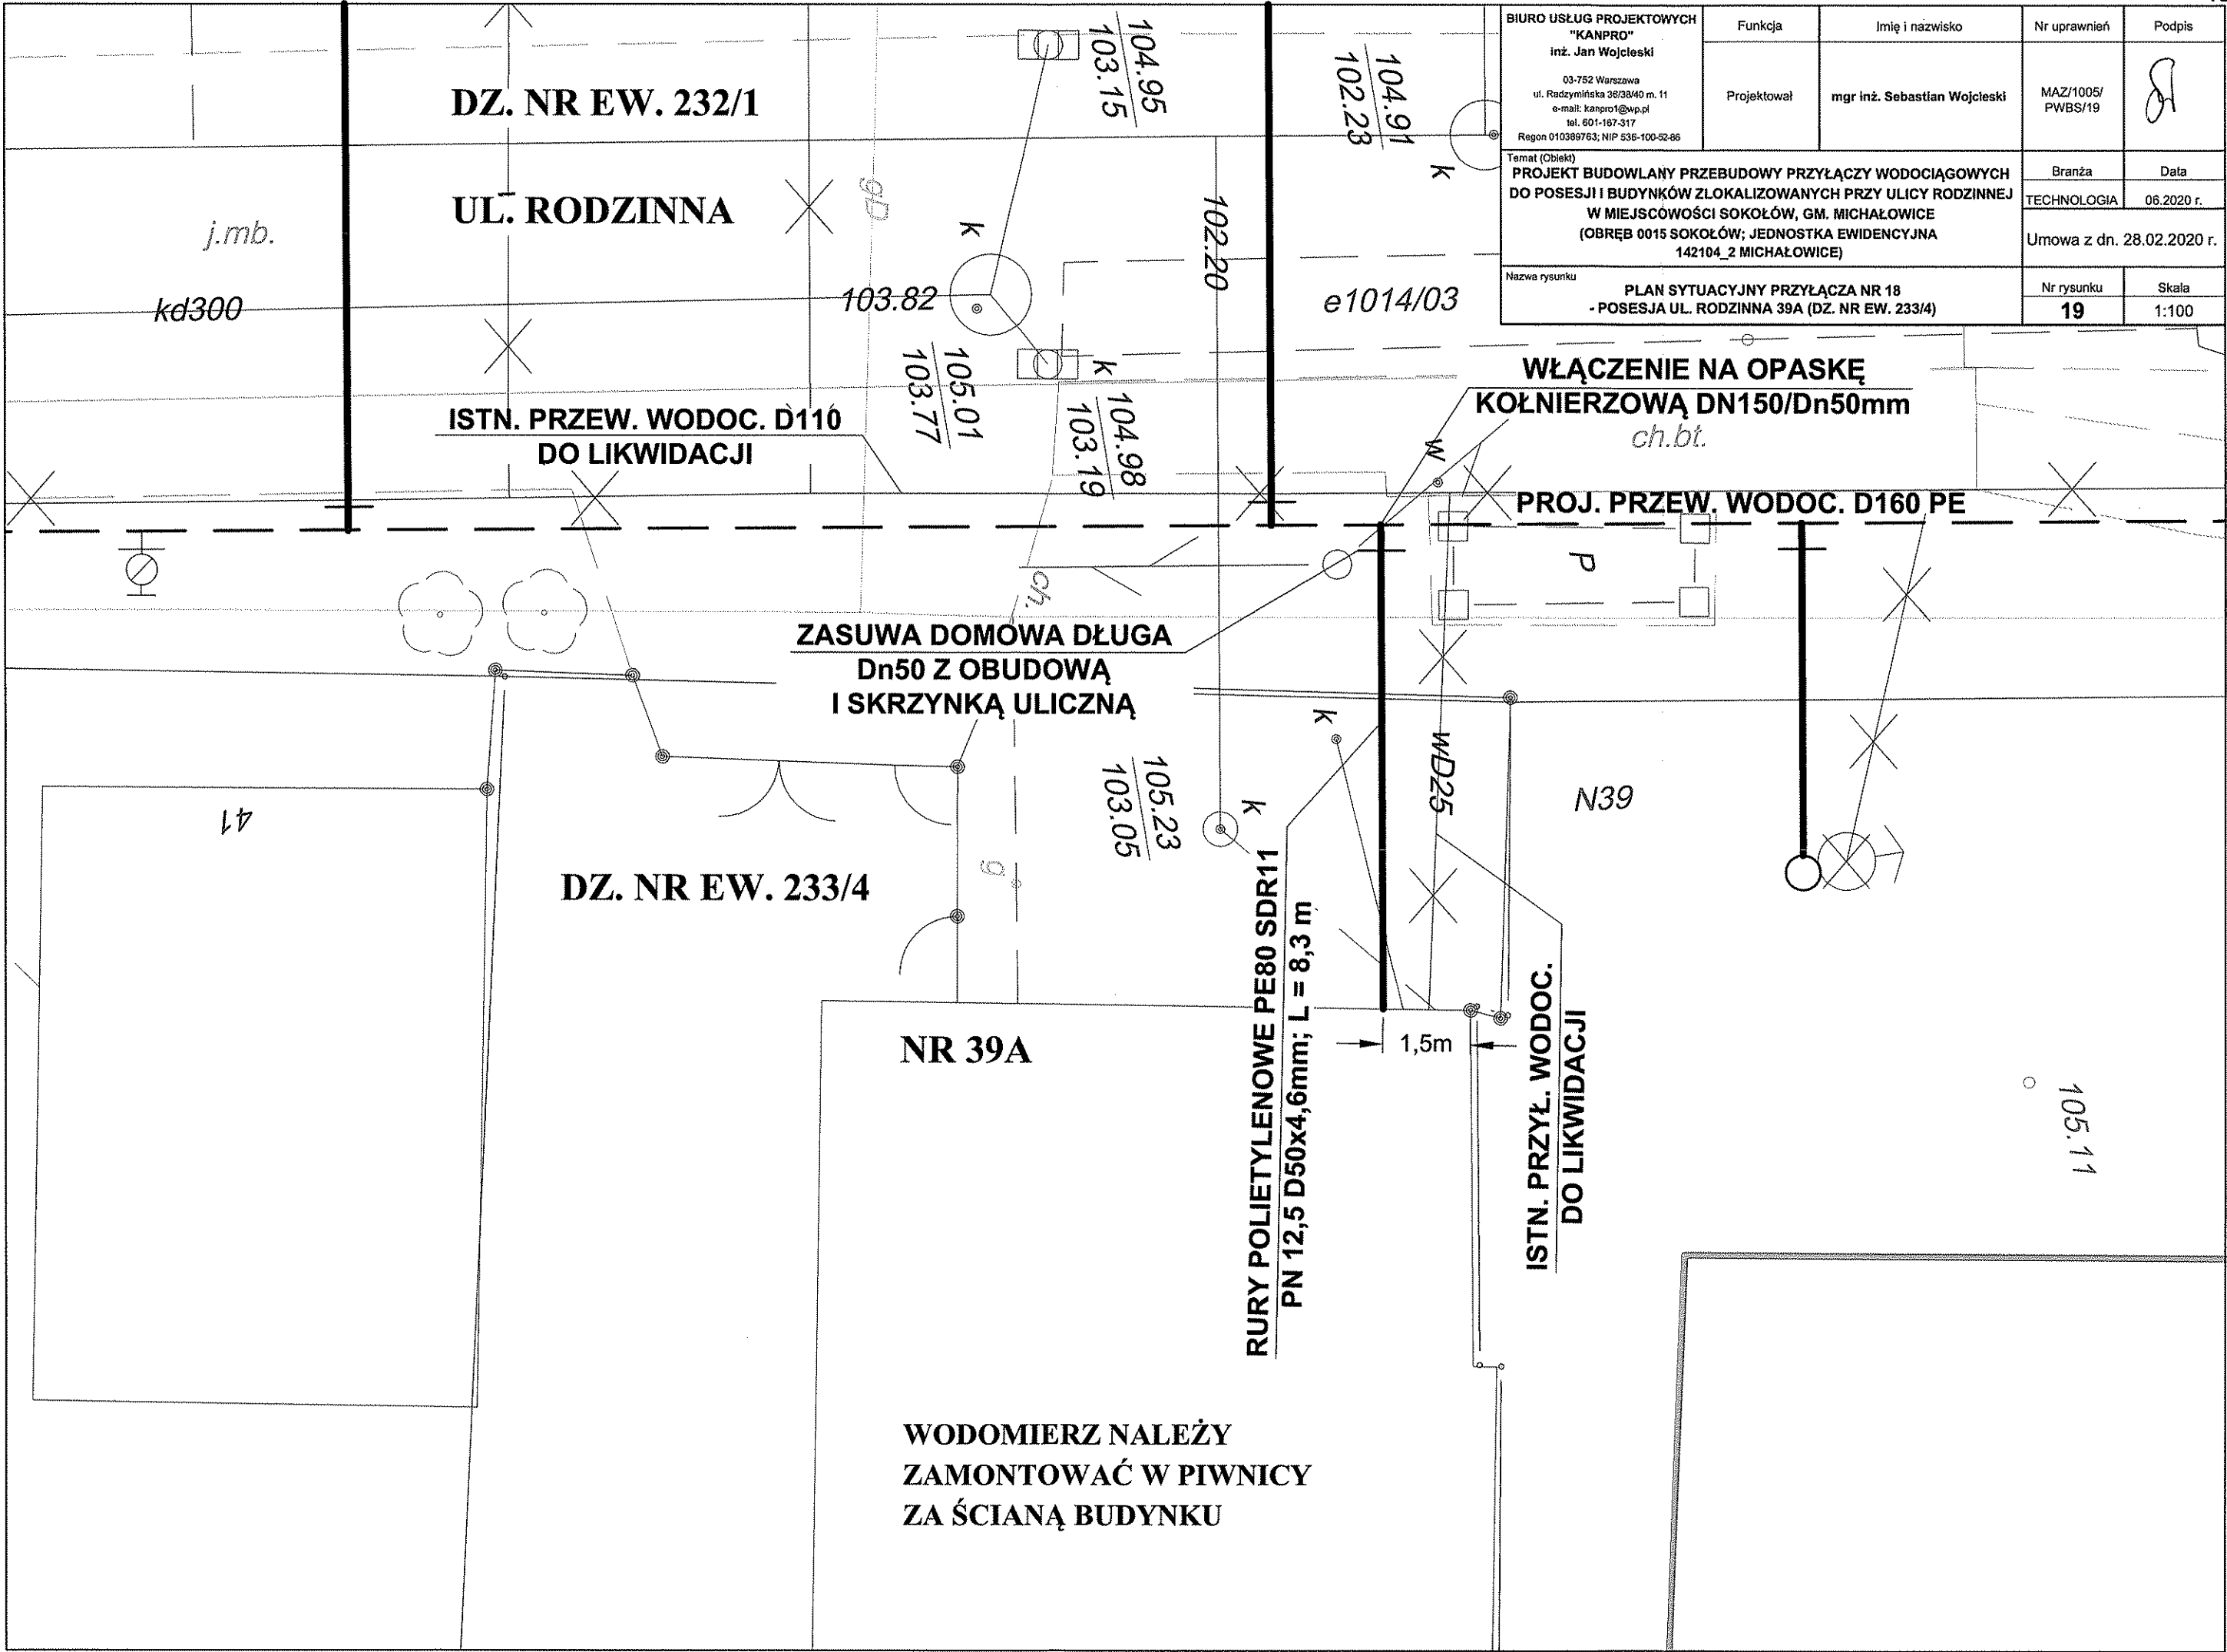 BIURO USŁUG PROJEKTOWYCH
"KANPRO"
inż. Jan Wojcieski
03-752 Warszawa
ul. Radzymińska 36/38/40 m. 11
e-mail: kanpro1@wp.pl
tel. 601-167-317
Regon 010389763; NIP 536-100-52-86
Funkcja
Imię i nazwisko
Nr uprawnień
Podpis
Projektował
mgr inż. Sebastian Wojcieski
MAZ/1005/
PWBS/19
Temat (Obiekt)
PROJEKT BUDOWLANY PRZEBUDOWY PRZYŁĄCZY WODOCIĄGOWYCH
DO POSESJI I BUDYNKÓW ZLOKALIZOWANYCH PRZY ULICY RODZINNEJ
W MIEJSCOWOŚCI SOKOŁÓW, GM. MICHAŁOWICE
(OBRĘB 0015 SOKOŁÓW; JEDNOSTKA EWIDENCYJNA
142104_2 MICHAŁOWICE)
Branża
Data
TECHNOLOGIA
06.2020 r.
Umowa z dn. 28.02.2020 r.
Nazwa rysunku
PLAN SYTUACYJNY PRZYŁĄCZA NR 18
- POSESJA UL. RODZINNA 39A (DZ. NR EW. 233/4)
Nr rysunku
Skala
19
1:100
DZ. NR EW. 232/1
UL. RODZINNA
j.mb.
kd300
gp
k
103.82
104.95
103.15
104.91
102.23
k
102.20
e1014/03
105.01
103.77
k
104.98
103.19
ISTN. PRZEW. WODOC. D110
DO LIKWIDACJI
WŁĄCZENIE NA OPASKĘ
KOŁNIERZOWĄ DN150/Dn50mm
ch.bt.
w
PROJ. PRZEW. WODOC. D160 PE
P
ch.
ZASUWA DOMOWA DŁUGA
Dn50 Z OBUDOWĄ
I SKRZYNKĄ ULICZNĄ
k
wD25
N39
105.23
103.05
k
41
DZ. NR EW. 233/4
g
NR 39A
RURY POLIETYLENOWE PE80 SDR11
PN 12,5 D50x4,6mm; L = 8,3 m
1,5m
ISTN. PRZYŁ. WODOC.
DO LIKWIDACJI
105.11
WODOMIERZ NALEŻY
ZAMONTOWAĆ W PIWNICY
ZA ŚCIANĄ BUDYNKU